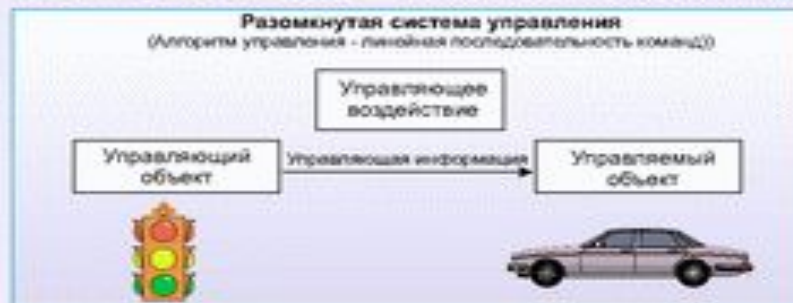 Разомкнутая система управления
(Алгоритм управления - линейная последовательность команд))
Управляющее
воздействие
Управляющий
объект
Управляющая информация
Управляемый
объект